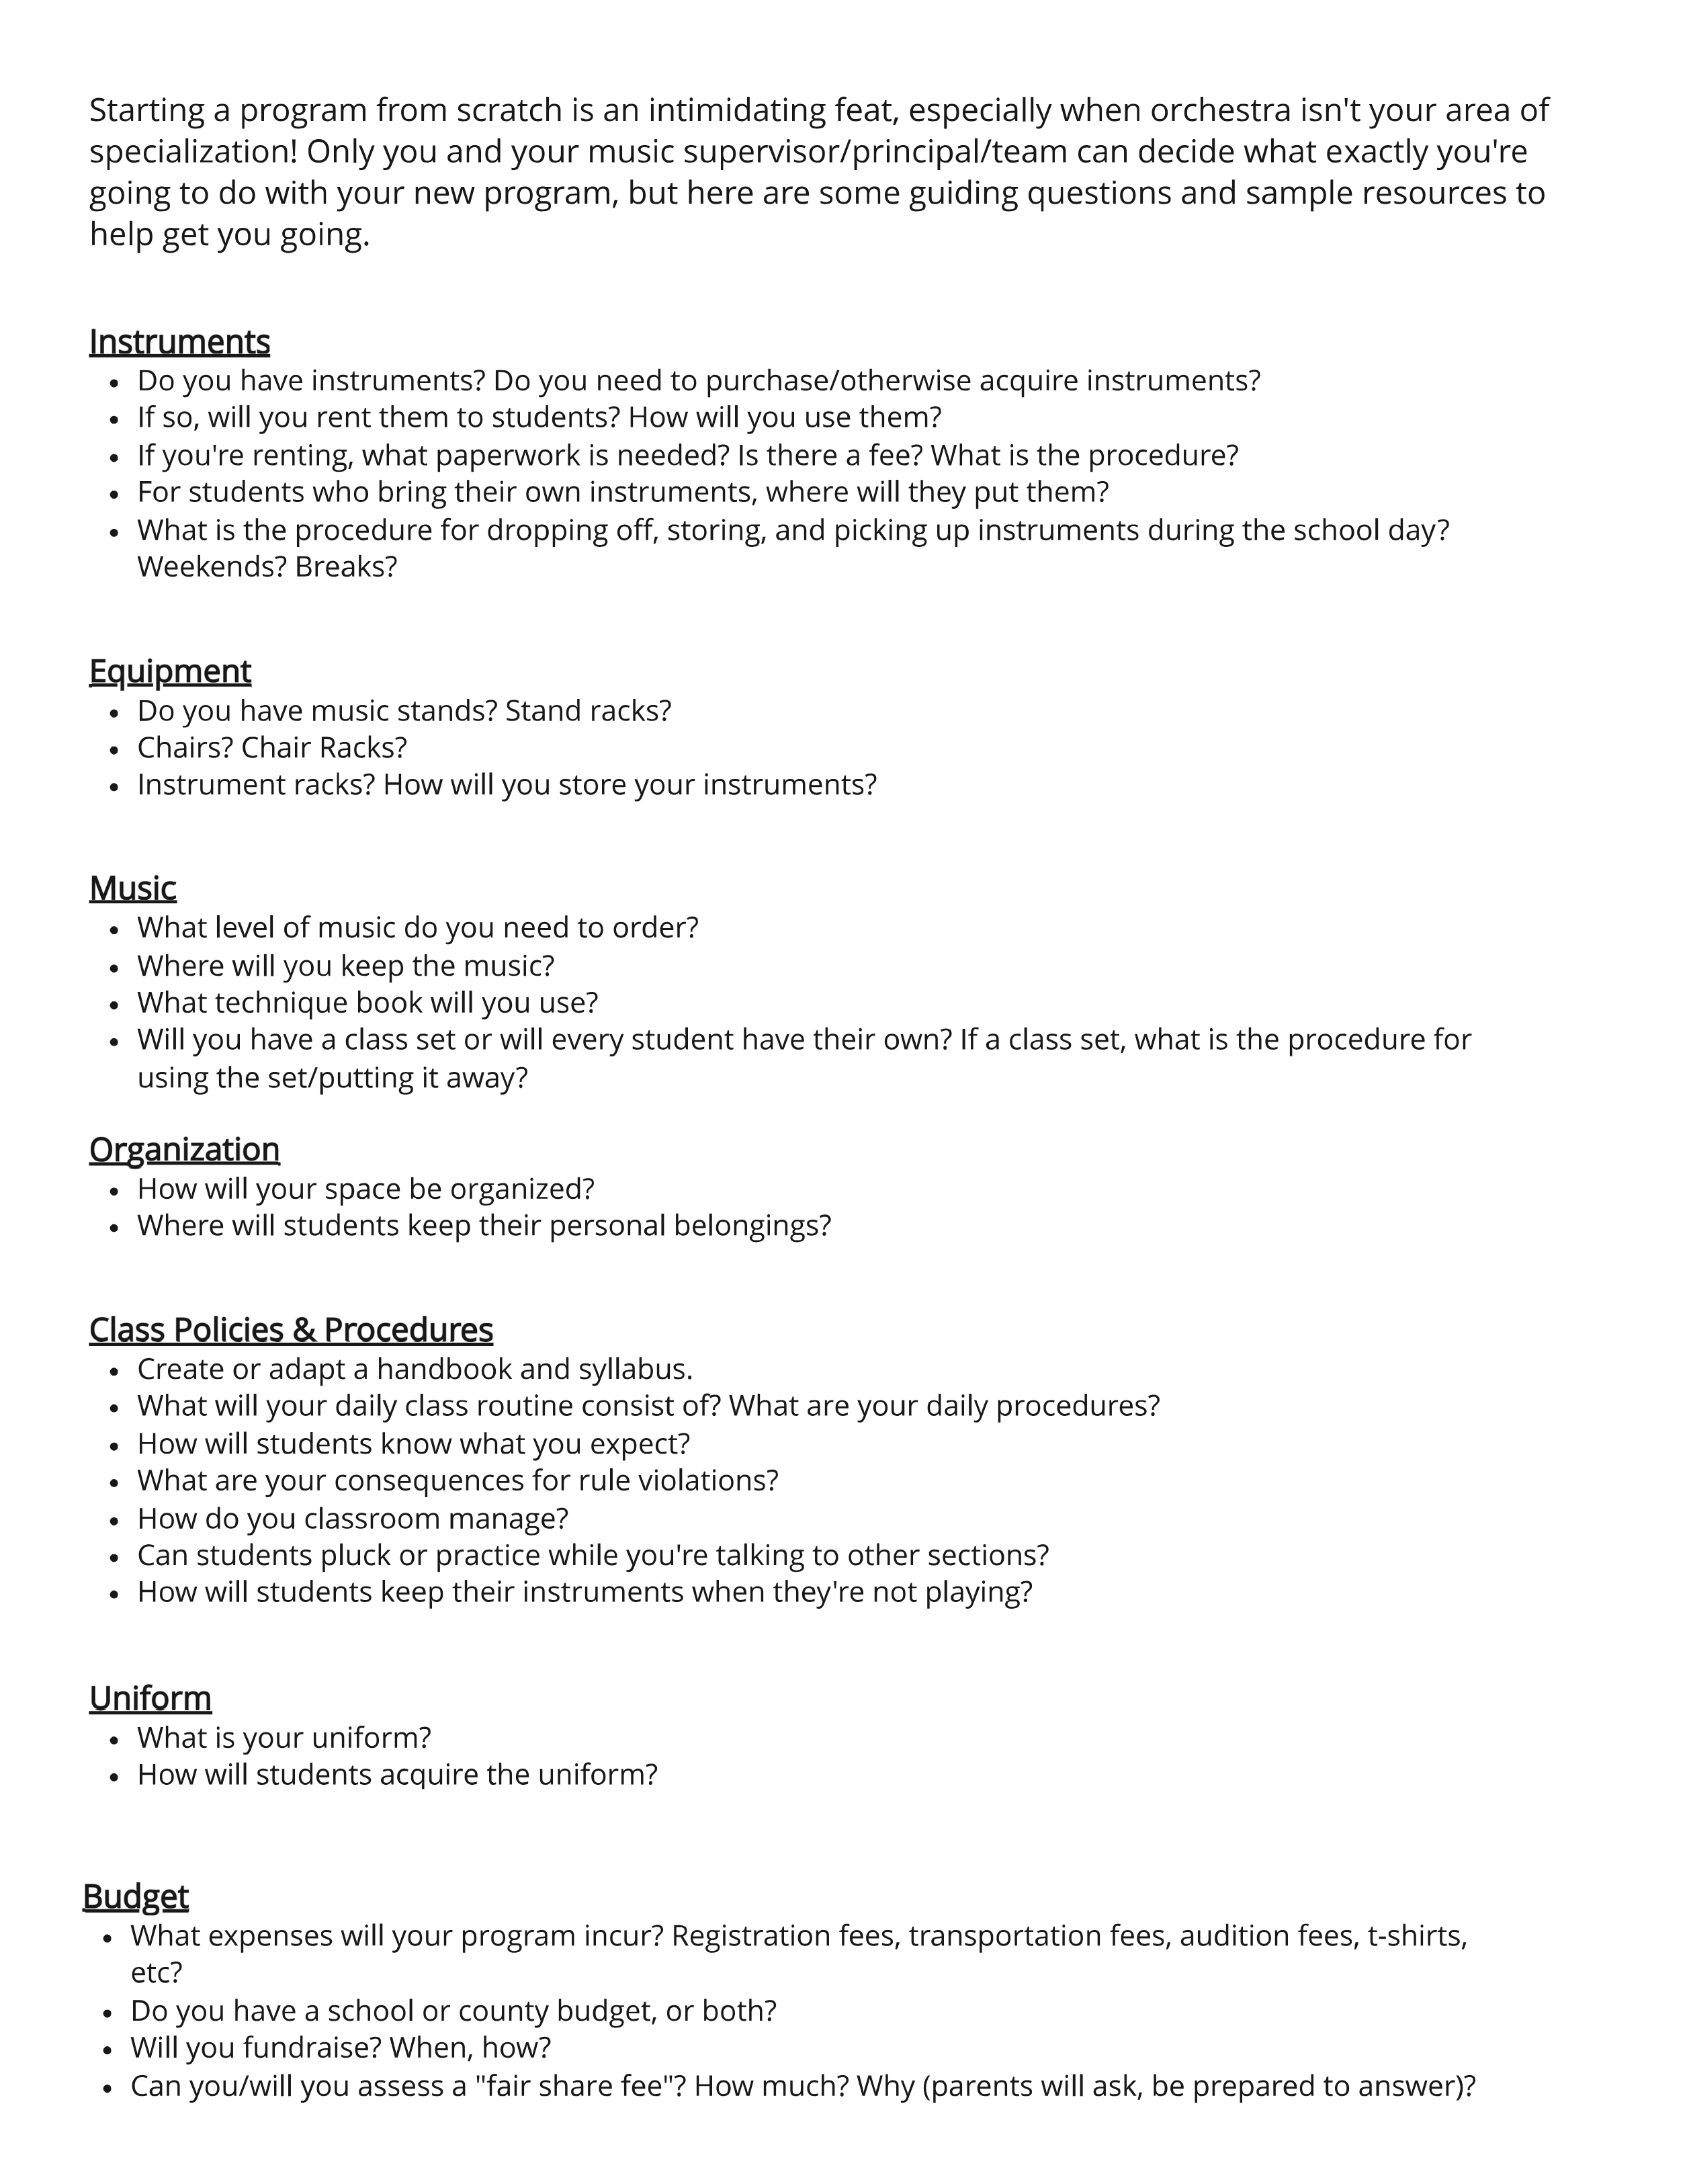 Starting a program from scratch is an intimidating feat, especially when orchestra isn't your area of
specialization! Only you and your music supervisor/principal/team can decide what exactly you're
going to do with your new program, but here are some guiding questions and sample resources to
help get you going.
Instruments
• Do you have instruments? Do you need to purchase/otherwise acquire instruments?
• If so, will you rent them to students? How will you use them?
• If you're renting, what paperwork is needed? Is there a fee? What is the procedure?
• For students who bring their own instruments, where will they put them?
• What is the procedure for dropping off, storing, and picking up instruments during the school day?
Weekends? Breaks?
Equipment
• Do you have music stands? Stand racks?
• Chairs? Chair Racks?
• Instrument racks? How will you store your instruments?
Music
• What level of music do you need to order?
• Where will you keep the music?
• What technique book will you use?
• Will you have a class set or will every student have their own? If a class set, what is the procedure for
using the set/putting it away?
Organization
• How will your space be organized?
• Where will students keep their personal belongings?
Class Policies & Procedures
• Create or adapt a handbook and syllabus.
• What will your daily class routine consist of? What are your daily procedures?
• How will students know what you expect?
• What are your consequences for rule violations?
• How do you classroom manage?
• Can students pluck or practice while you're talking to other sections?
• How will students keep their instruments when they're not playing?
Uniform
• What is your uniform?
• How will students acquire the uniform?
Budget
• What expenses will your program incur? Registration fees, transportation fees, audition fees, t-shirts,
etc?
• Do you have a school or county budget, or both?
• Will you fundraise? When, how?
• Can you/will you assess a "fair share fee"? How much? Why (parents will ask, be prepared to answer)?